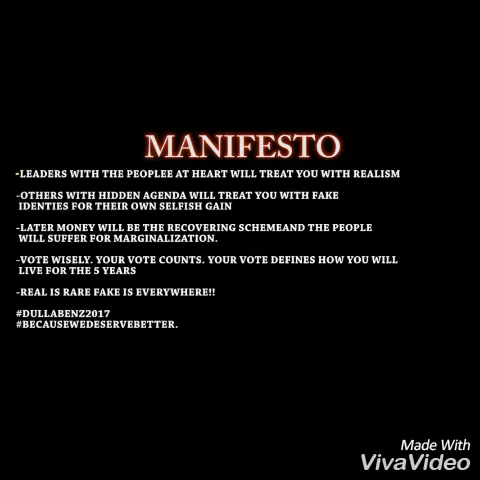 MANIFESTO
-LEADERS WITH THE PEOPLEE AT HEART WILL TREAT YOU WITH REALISM
-OTHERS WITH HIDDEN AGENDA WILL TREAT YOU WITH FAKE
IDENTIES FOR THEIR OWN SELFISH GAIN
-LATER MONEY WILL BE THE RECOVERING SCHEMEAND THE PEOPLE
WILL SUFFER FOR MARGINALIZATION.
-VOTE WISELY. YOUR VOTE COUNTS. YOUR VOTE DEFINES HOW YOU WILL
LIVE FOR THE 5 YEARS
-REAL IS RARE FAKE IS EVERYWHERE!!
#DULLABENZ2017
#BECAUSEWEDESERVEBETTER.
Made With
VivaVideo